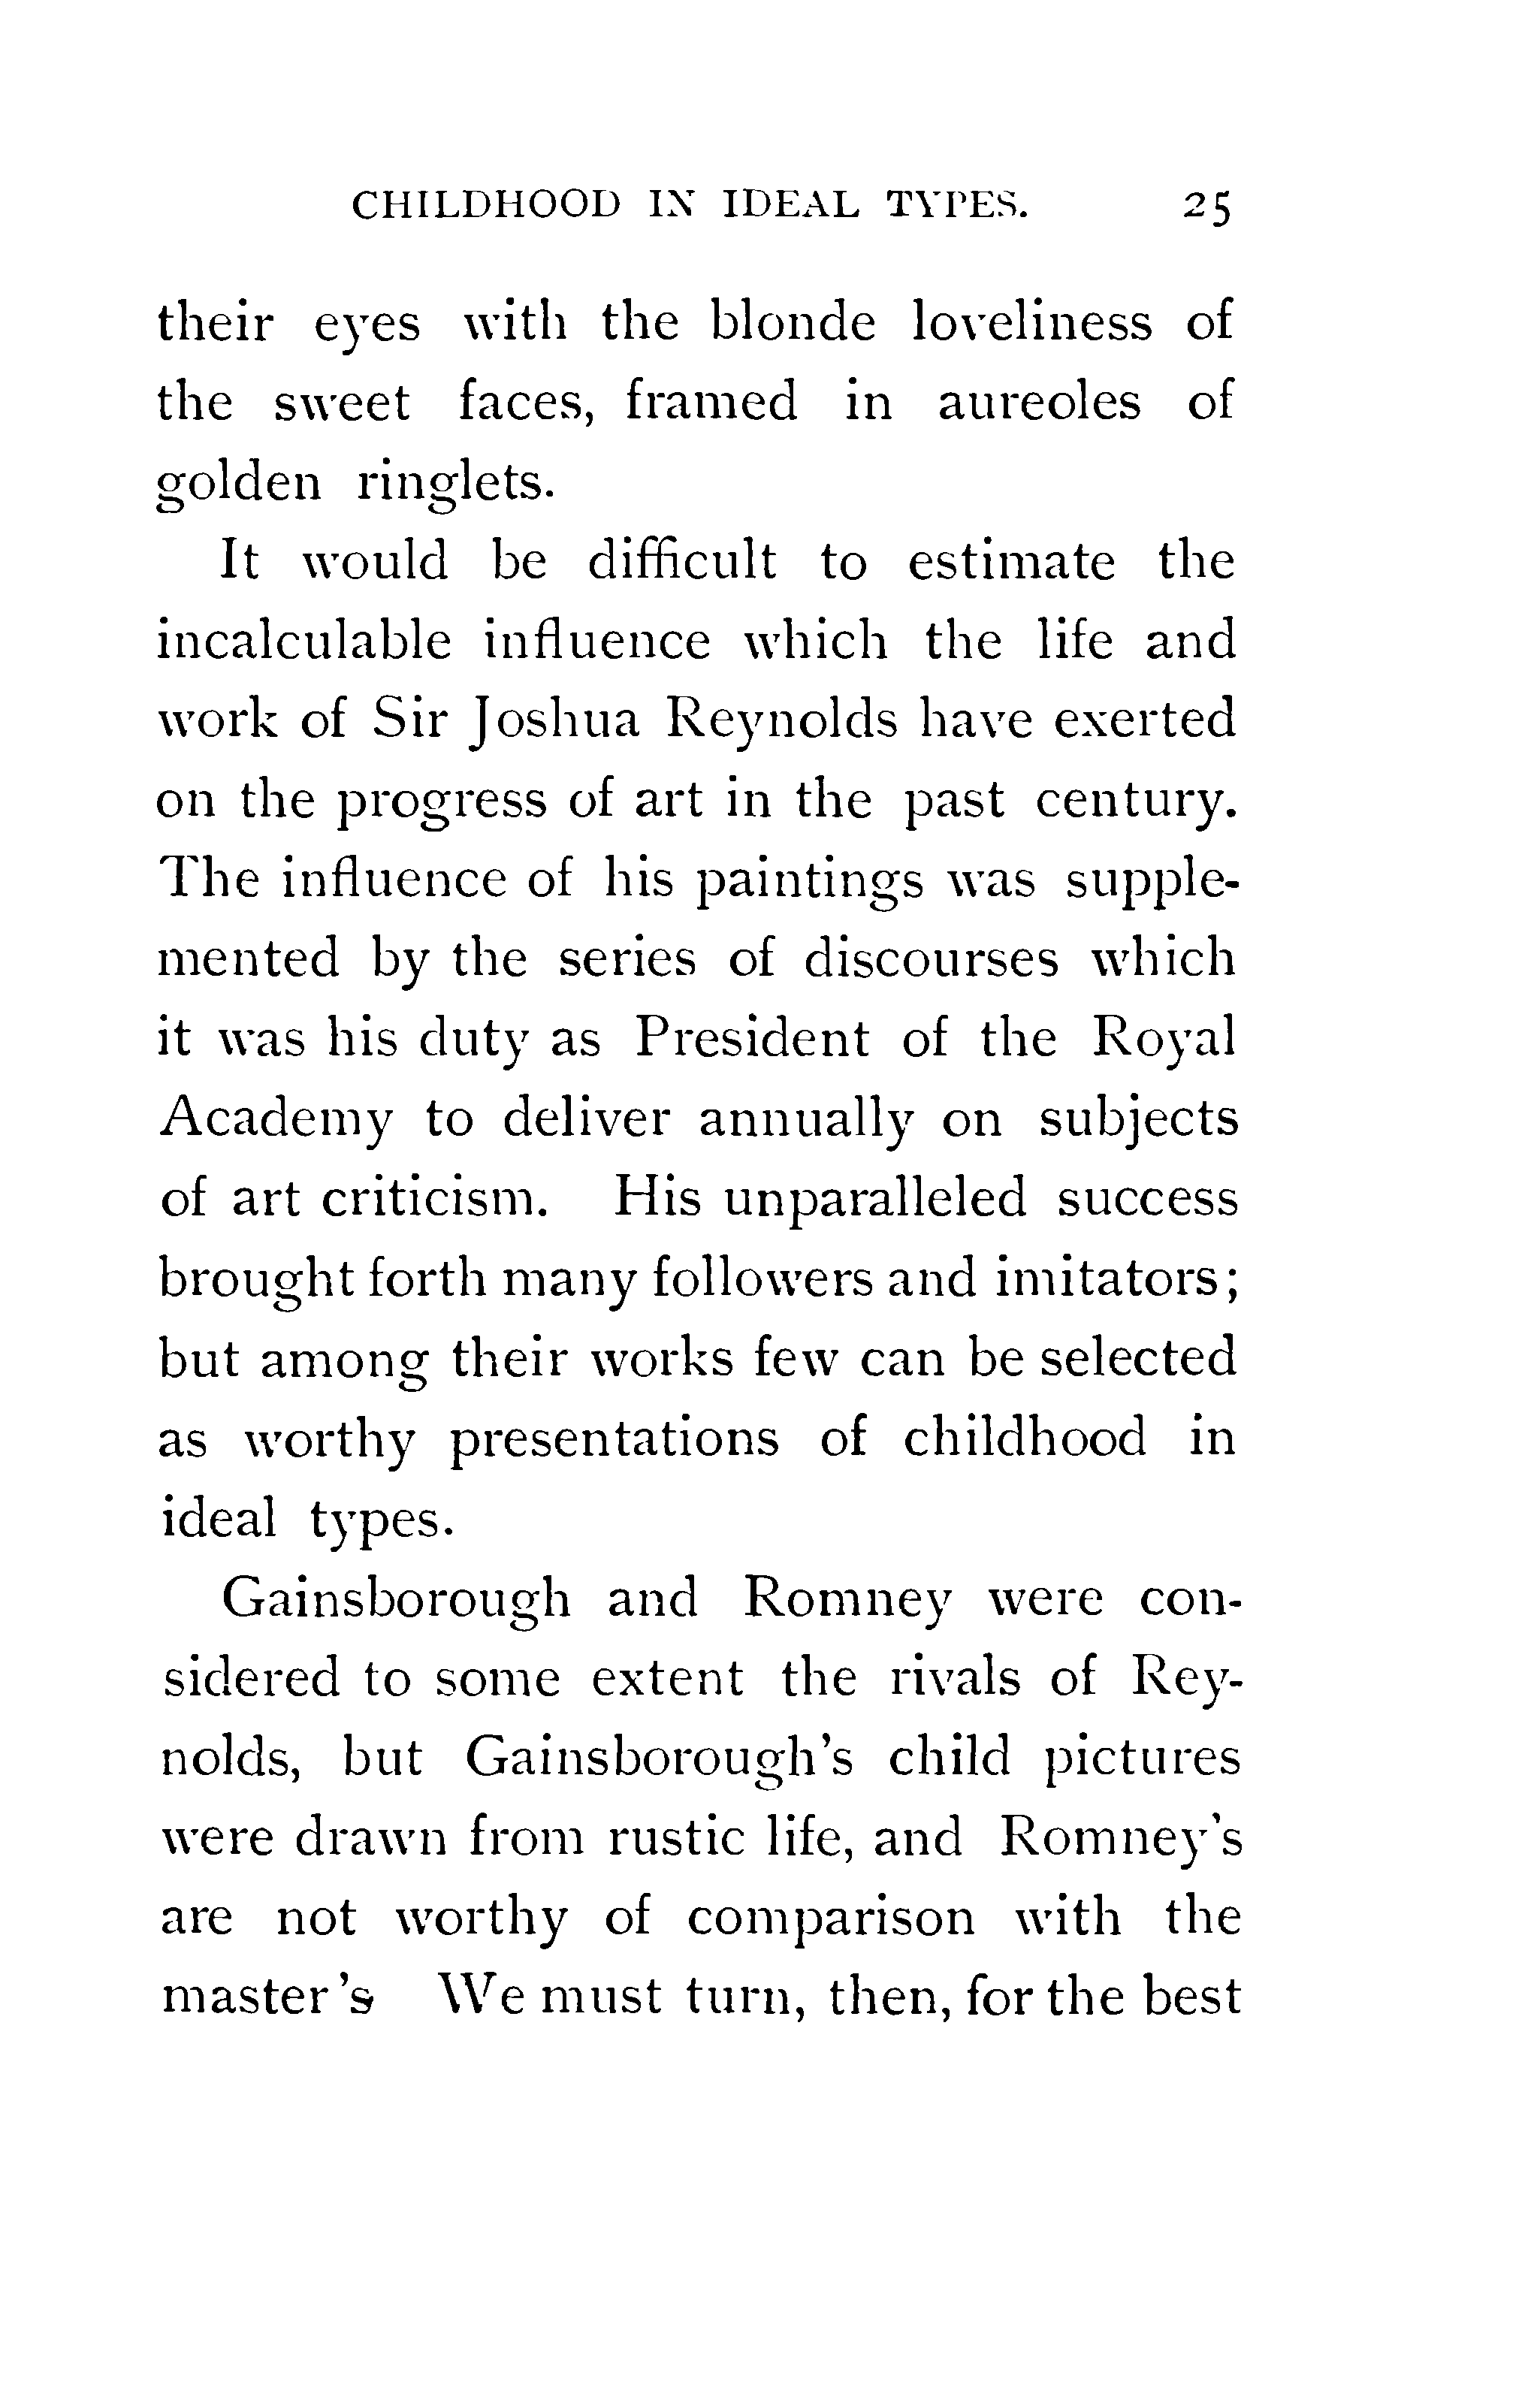 CHILDHOOD IN IDEAL TYPES. 25
their eyes with the blonde loveliness of
the sweet faces, framed in aureoles of
golden ringlets.
It would be difficult to estimate the
incalculable influence which the life and
work of Sir Joshua Reynolds have exerted
on the progress of art in the past century.
The influence of his paintings was supple-
mented by the series of discourses which
it was his duty as President of the Royal
Academy to deliver annually on subjects
of art criticism. His unparalleled success
brought forth many followers and imitators;
but among their works few can be selected
as worthy presentations of childhood in
ideal types.
Gainsborough and Romney were con-
sidered to some extent the rivals of Rey-
nolds, but Gainsborough's child pictures
were drawn from rustic life, and Romney's
are not worthy of comparison with the
master's We must turn, then, for the best